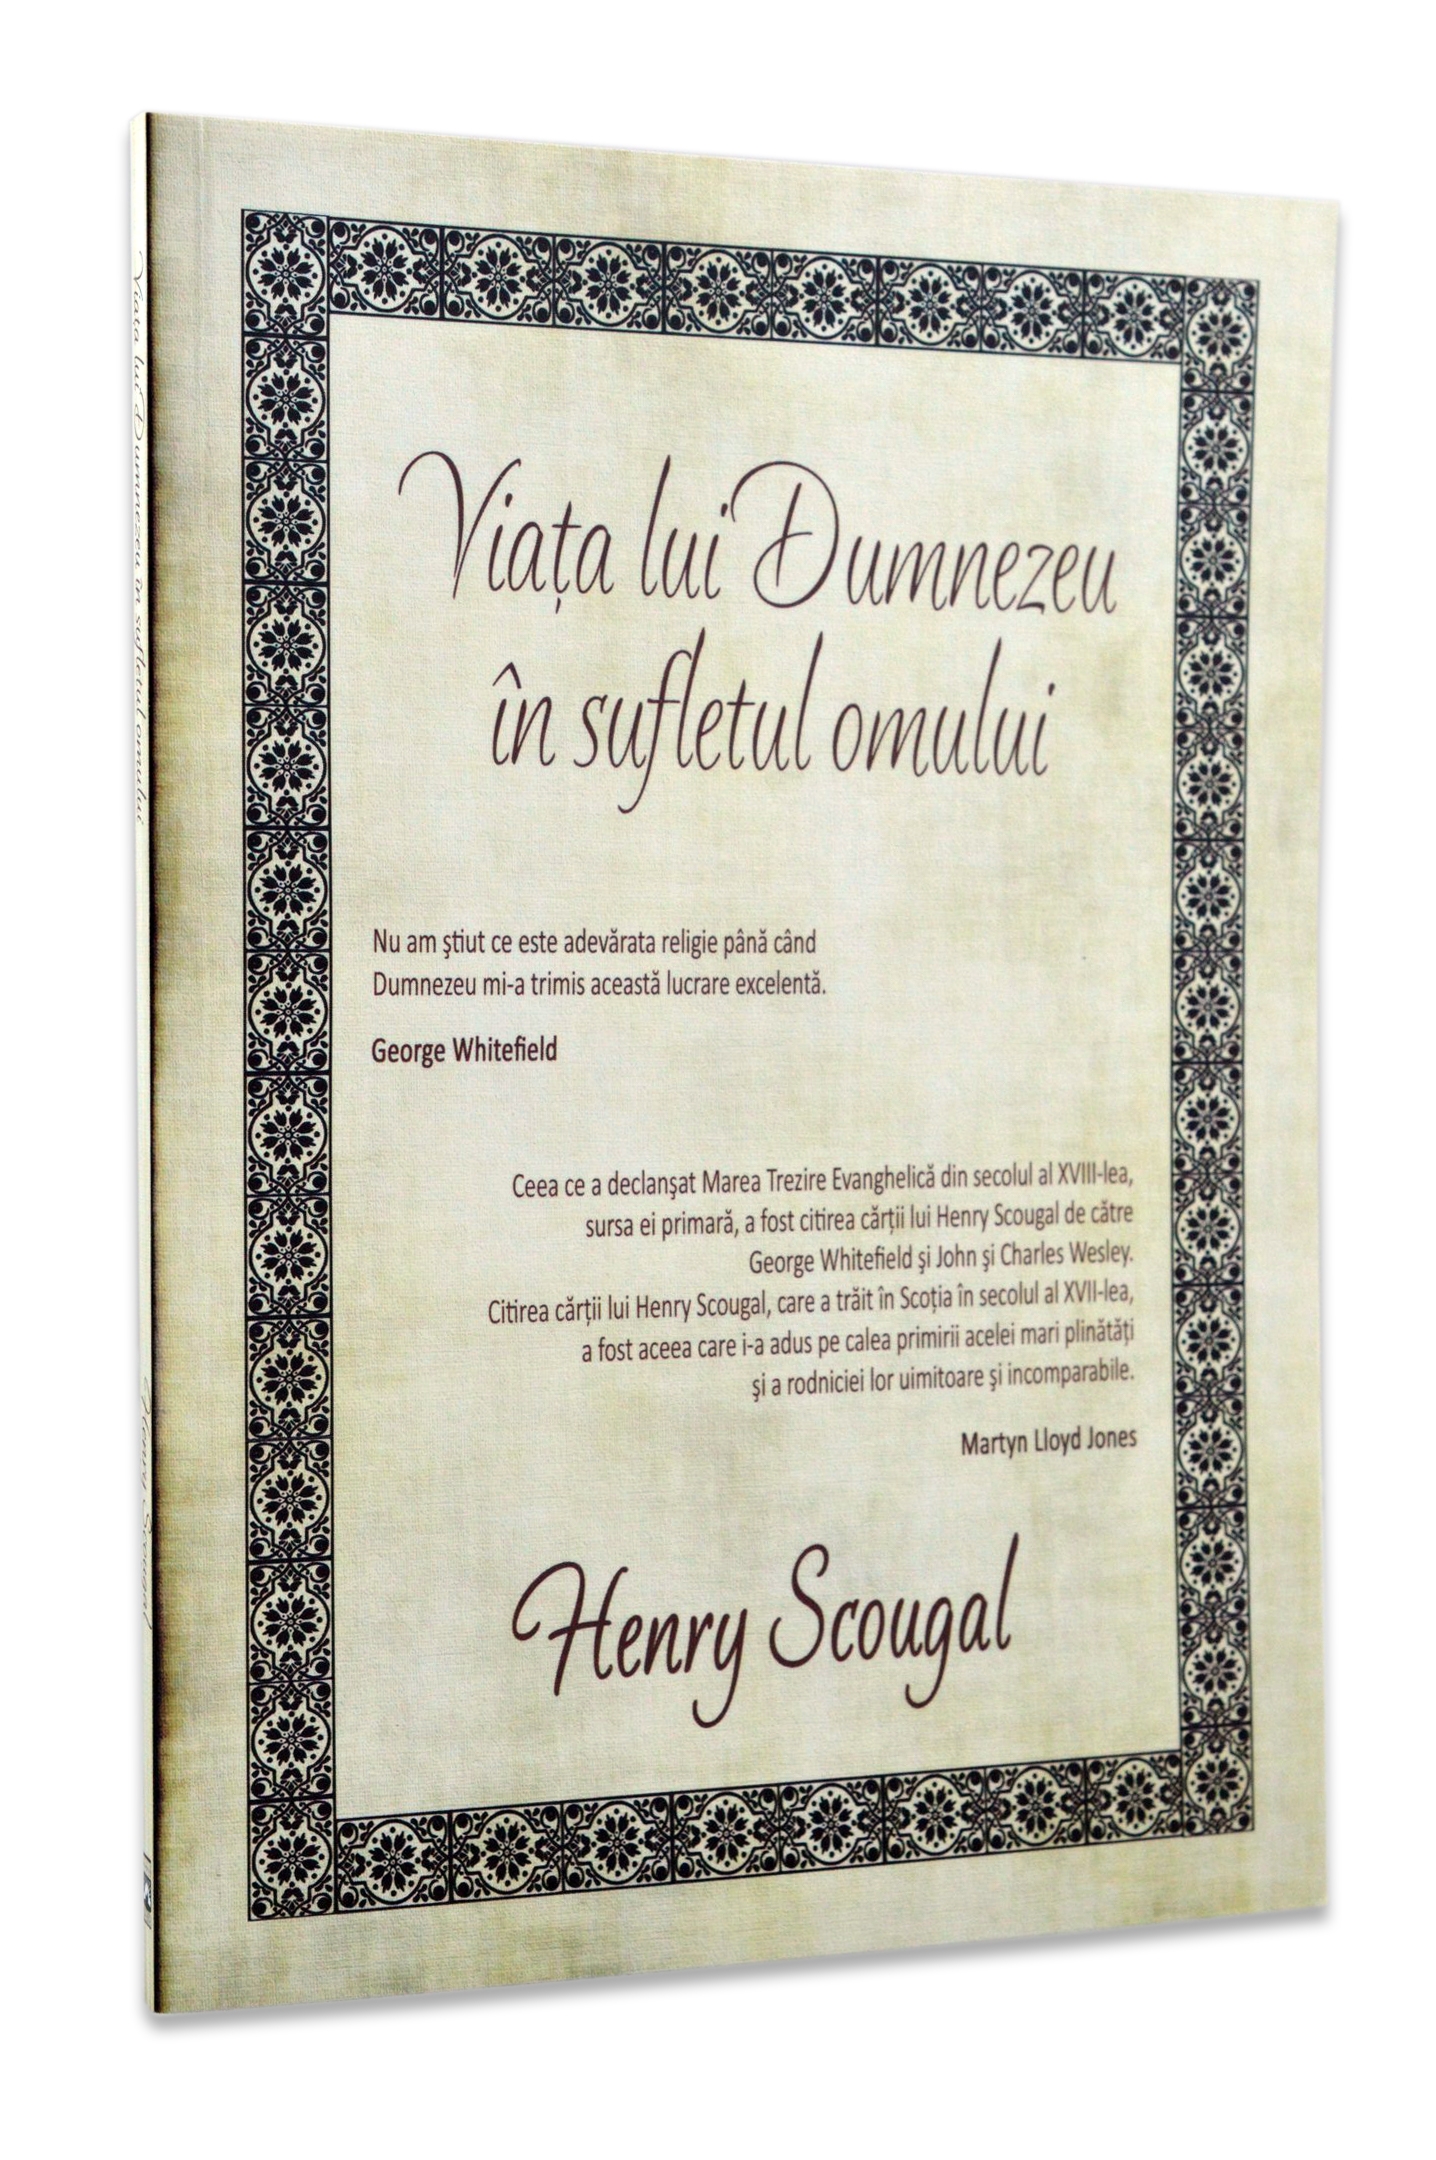 Viața lui Dumnezeu
în sufletul omului
Nu am ştiut ce este adevărata religie până când
Dumnezeu mi-a trimis această lucrare excelentă.
George Whitefield
Ceea ce a declanşat Marea Trezire Evanghelică din secolul al XVIII-lea,
sursa ei primară, a fost citirea cărții lui Henry Scougal de către
George Whitefield şi John şi Charles Wesley.
Citirea cărții lui Henry Scougal, care a trăit în Scoția în secolul al XVII-lea,
a fost aceea care i-a adus pe calea primirii acelei mari plinătăți
şi a rodniciei lor uimitoare şi incomparabile.
Martyn Lloyd Jones
Henry Scougal
Viața lui Dumnezeu în sufletul omului
Henry Scougal